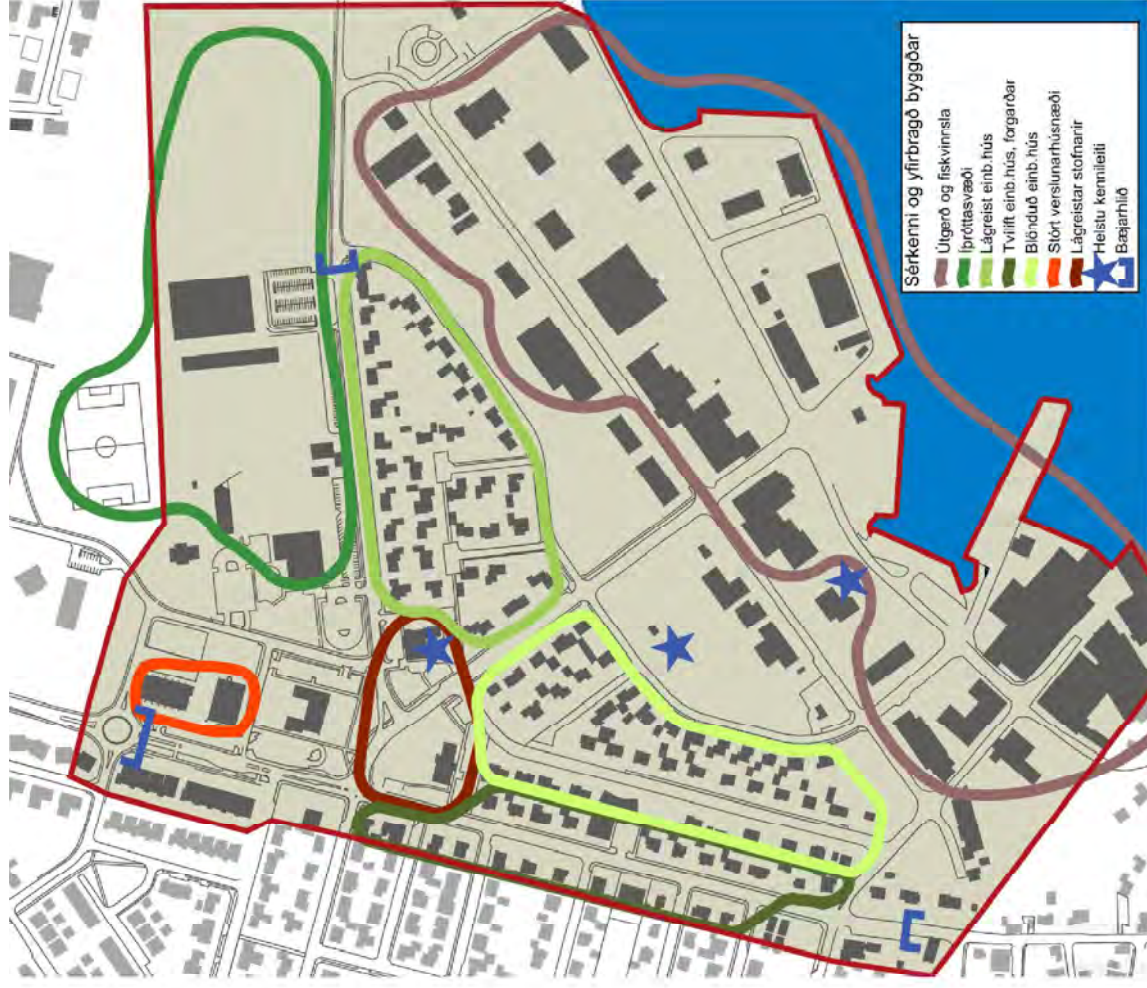 Sérkenni og yfirbragð byggðar
Útgerð og fiskvinnsla
Íþróttasvæði
Lágreist einb.hús
Tvílift einb.hús, forgarðar
Blönduð einb.hús
Stórt verslunarhúsnæði
Lágreistar stofnanir
Helstu kennileiti
Bæjarhlið